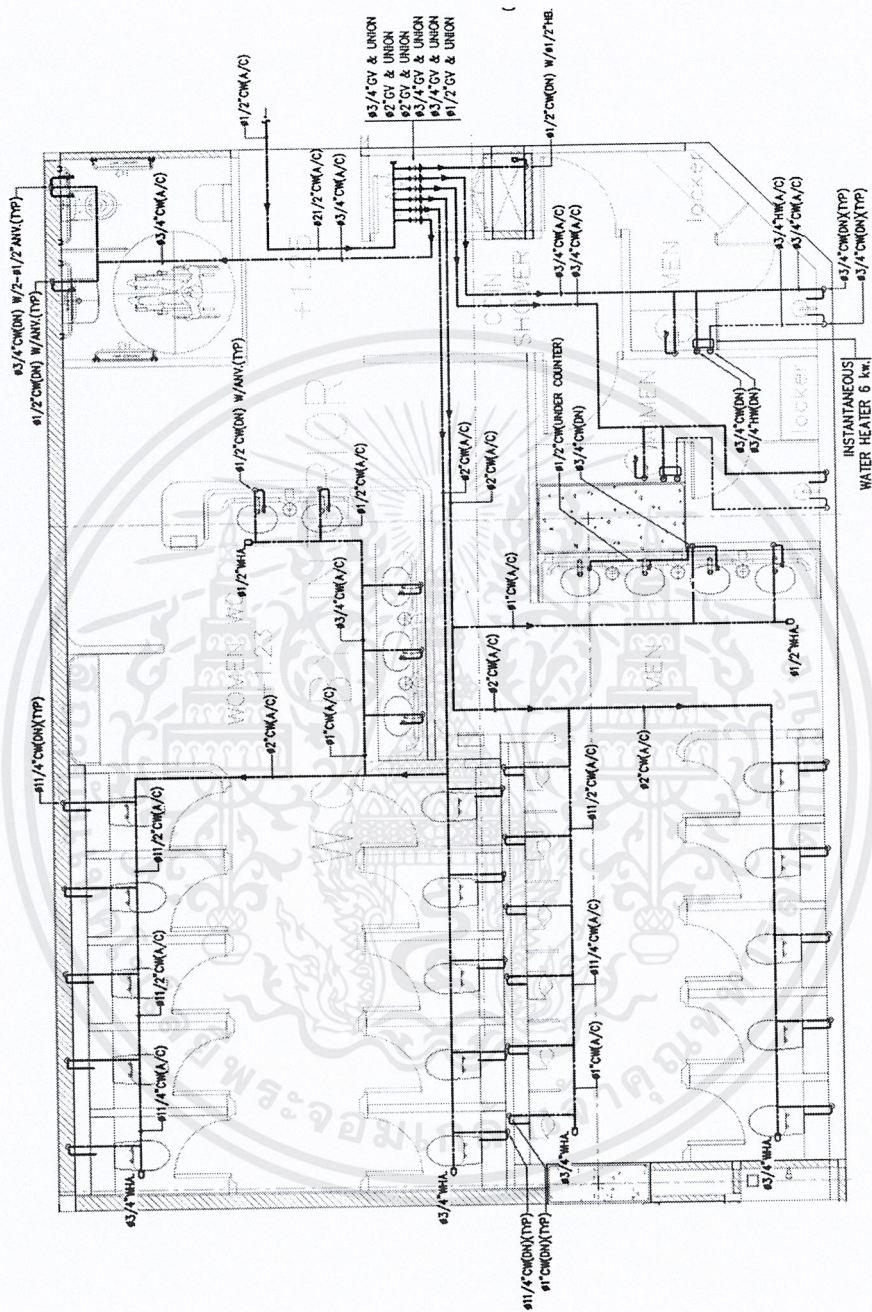 ø3/4"CW(DN) W/2-ø1/2"ANV.(TYP)
ø1/2"CW(DN) W/ANV.(TYP)
ø3/4"CW(A/C)
ø1/2"CW(A/C)
ø21/2"CW(A/C)
ø3/4"CW(A/C)
ø3/4"GV & UNION
ø2"GV & UNION
ø2"GV & UNION
ø3/4"GV & UNION
ø3/4"GV & UNION
ø1/2"GV & UNION
ø1/2"CW(DN) W/ø1/2"HB.
ø3/4"CW(A/C)
ø3/4"CW(A/C)
SHOWER
MEN
locker
ø3/4"HW(A/C)
ø3/4"CW(A/C)
ø3/4"CW(DN)(TYP)
ø3/4"CW(DN)(TYP)
ø3/4"CW(DN)
ø3/4"HW(DN)
INSTANTANEOUS
WATER HEATER 6 kw.
locker
ø1/2"CW(DN) W/ANV.(TYP)
ø1/2"WHA.
ø1/2"CW(A/C)
ø3/4"CW(A/C)
ø1"CW(A/C)
ø2"CW(A/C)
ø2"CW(A/C)
ø1/2"CW(UNDER COUNTER)
ø3/4"CW(DN)
ø1"CW(A/C)
ø2"CW(A/C)
ø1/2"WHA.
MEN
WOMEN
ø11/4"CW(DN)(TYP)
ø2"CW(A/C)
ø11/2"CW(A/C)
ø11/2"CW(A/C)
ø11/4"CW(A/C)
ø3/4"WHA.
ø3/4"WHA.
ø11/2"CW(A/C)
ø11/4"CW(A/C)
ø1"CW(A/C)
ø2"CW(A/C)
ø3/4"WHA.
ø3/4"WHA.
ø11/4"CW(DN)(TYP)
ø1"CW(DN)(TYP)